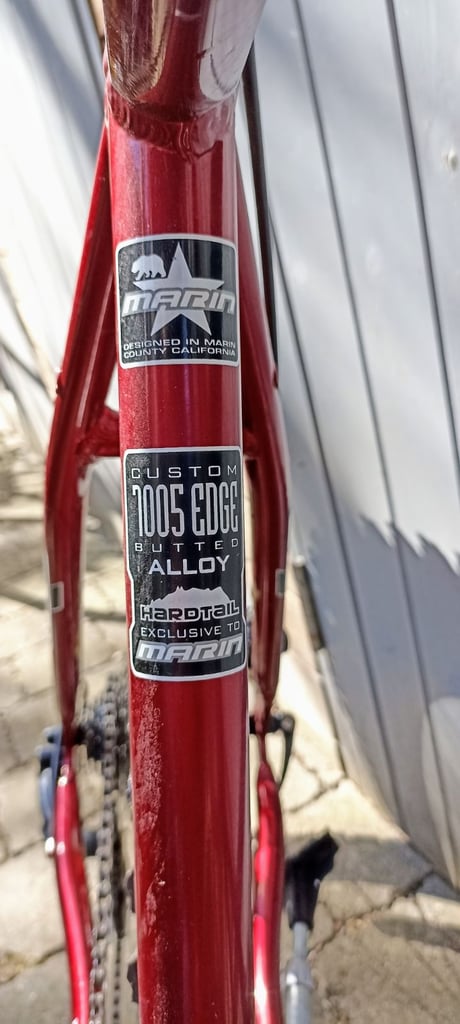 MARIN
DESIGNED IN MARIN
COUNTY CALIFORNIA
CUSTOM
7005 EDGE
BUTTED
ALLOY
HARDTAIL
EXCLUSIVE TO
MARIN